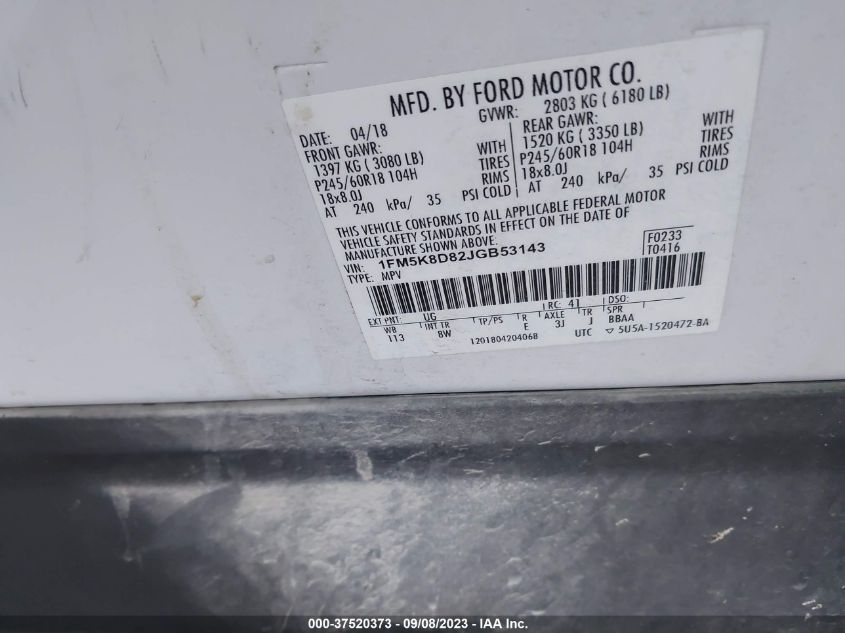 MFD. BY FORD MOTOR CO.
DATE: 04/18 GVWR: 2803 KG ( 6180 LB)
FRONT GAWR: REAR GAWR:
1397 KG ( 3080 LB) WITH 1520 KG ( 3350 LB) WITH
P245/60R18 104H TIRES P245/60R18 104H TIRES
18x8.0J RIMS 18x8.0J RIMS
AT 240 kPa/ 35 PSI COLD AT 240 kPa/ 35 PSI COLD
THIS VEHICLE CONFORMS TO ALL APPLICABLE FEDERAL MOTOR
VEHICLE SAFETY STANDARDS IN EFFECT ON THE DATE OF
MANUFACTURE SHOWN ABOVE.
VIN: 1FM5K8D82JGB53143 F0233
TYPE: MPV T0416
EXT PNT: UG RC: 41 DSO:
WB INT TR TP/PS R AXLE TR SPR
113 BW E 3J J BBAA
12018042040​68 UTC ▽ 5U5A-1520472-BA
000-37520373 - 09/08/2023 - © IAA Inc.